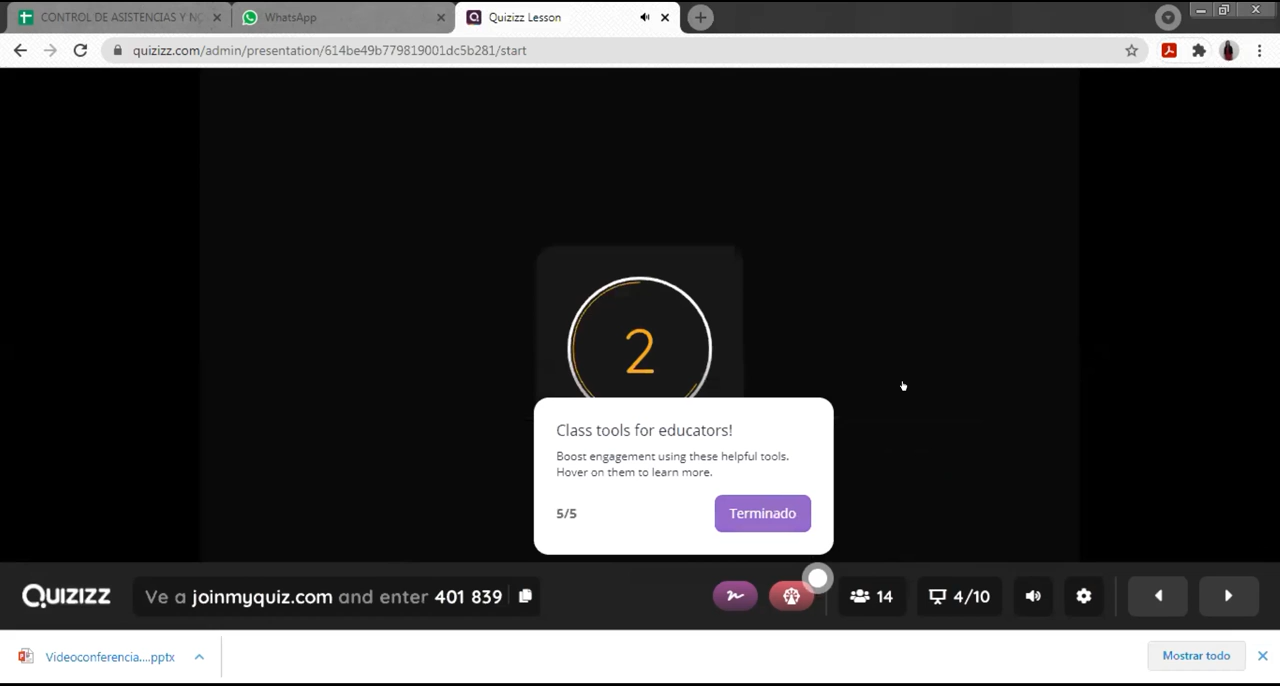 CONTROL DE ASISTENCIAS Y NO
WhatsApp
Quizizz Lesson
quizizz.com/admin/presentation/614be49b779819001dc5b281/start
2
Class tools for educators!
Boost engagement using these helpful tools.
Hover on them to learn more.
5/5
Terminado
QUIZIZZ
Ve a joinmyquiz.com and enter 401 839
14
4/10
Videoconferencia....pptx
Mostrar todo